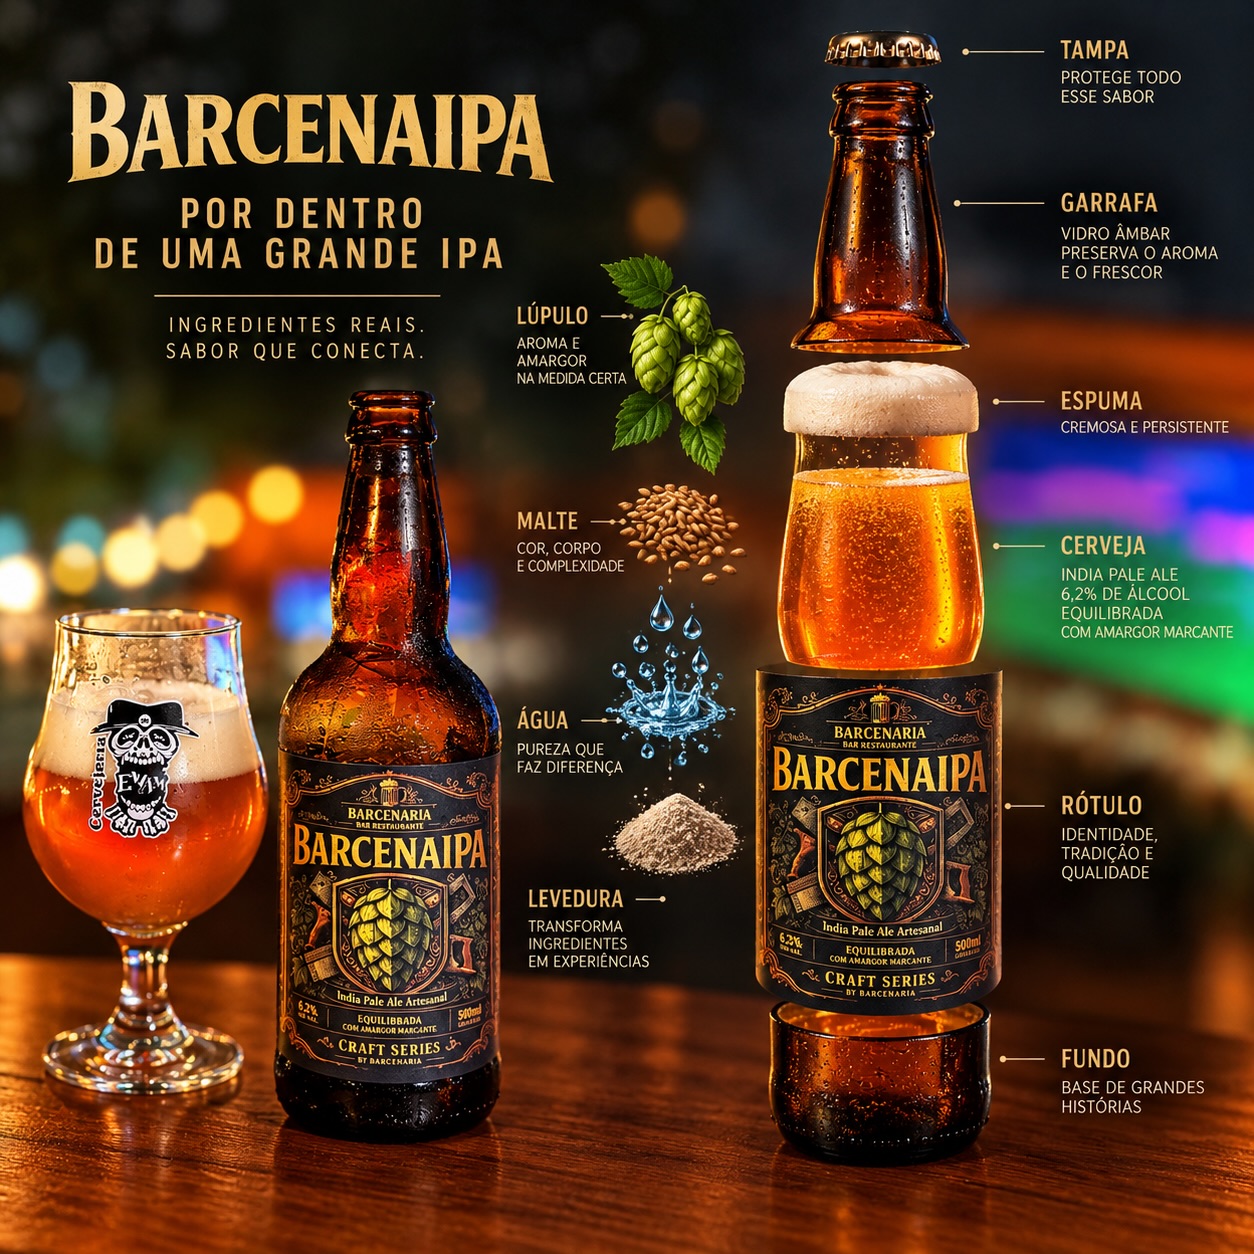 BARCENAIPA
POR DENTRO
DE UMA GRANDE IPA
INGREDIENTES REAIS.
SABOR QUE CONECTA.
TAMPA
PROTEGE TODO
ESSE SABOR
GARRAFA
VIDRO ÂMBAR
PRESERVA O AROMA
E O FRESCOR
LÚPULO
AROMA E
AMARGOR
NA MEDIDA CERTA
ESPUMA
CREMOSA E PERSISTENTE
MALTE
COR, CORPO
E COMPLEXIDADE
CERVEJA
INDIA PALE ALE
6,2% DE ÁLCOOL
EQUILIBRADA
COM AMARGOR MARCANTE
ÁGUA
PUREZA QUE
FAZ DIFERENÇA
RÓTULO
IDENTIDADE,
TRADIÇÃO E
QUALIDADE
LEVEDURA
TRANSFORMA
INGREDIENTES
EM EXPERIÊNCIAS
FUNDO
BASE DE GRANDES
HISTÓRIAS
Cervejeria
BARCENARIA
BAR RESTAURANTE
BARCENAIPA
India Pale Ale Artesanal
6,2%
EQUILIBRADA
COM AMARGOR MARCANTE
500ml
CRAFT SERIES
BY BARCENARIA
BARCENARIA
BAR RESTAURANTE
BARCENAIPA
India Pale Ale Artesanal
6,2%
EQUILIBRADA
COM AMARGOR MARCANTE
500ml
CRAFT SERIES
BY BARCENARIA